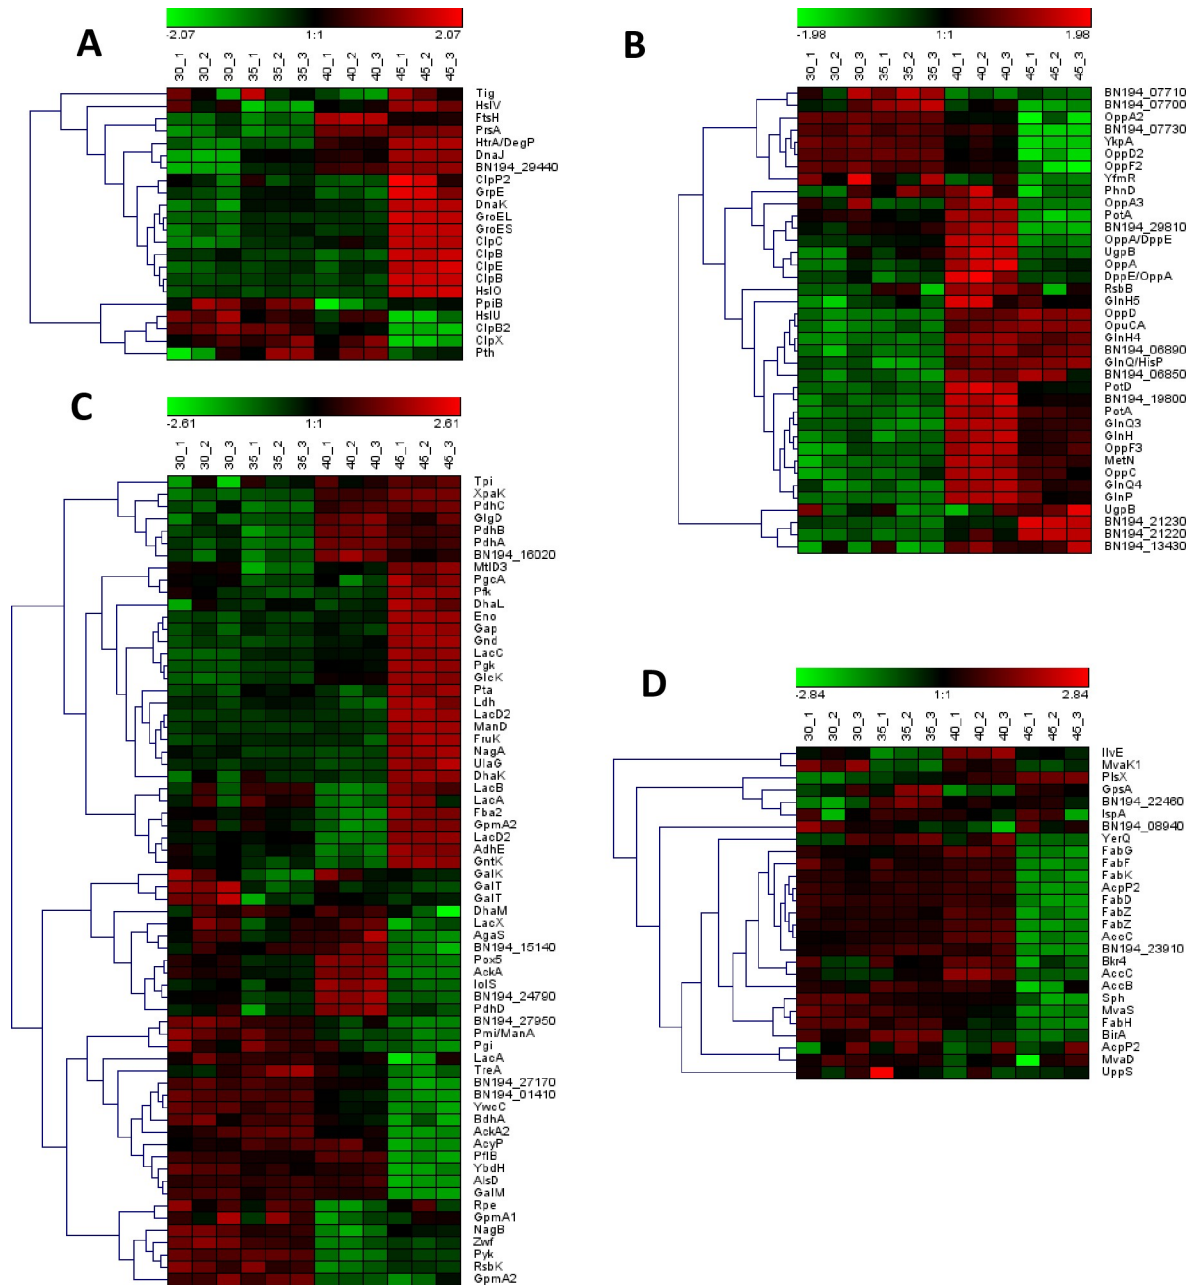 A
-2.07 1:1 2.07
30_1 30_2 30_3 35_1 35_2 35_3 40_1 40_2 40_3 45_1 45_2 45_3
Tig
HslV
FtsH
PrsA
HtrA/DegP
DnaJ
BN194_29440
ClpP2
GrpE
DnaK
GroEL
GroES
ClpC
ClpB
ClpE
ClpB
HslO
PpiB
HslU
ClpB2
ClpX
Pth
B
-1.98 1:1 1.98
30_1 30_2 30_3 35_1 35_2 35_3 40_1 40_2 40_3 45_1 45_2 45_3
BN194_07710
BN194_07700
OppA2
BN194_07730
YkpA
OppD2
OppF2
YfmR
PhnD
OppA3
PotA
BN194_29810
OppA/DppE
UgpB
OppA
DppE/OppA
RsbB
GlnH5
OppD
OpuCA
GlnH4
BN194_06890
GlnQ/HisP
BN194_06850
PotD
BN194_19800
PotA
GlnQ3
GlnH
OppF3
MetN
OppC
GlnQ4
GlnP
UgpB
BN194_21230
BN194_21220
BN194_13430
C
-2.61 1:1 2.61
30_1 30_2 30_3 35_1 35_2 35_3 40_1 40_2 40_3 45_1 45_2 45_3
Tpi
XpaK
PdhC
GlgD
PdhB
PdhA
BN194_16020
MtlD3
PgcA
Pfk
DhaL
Eno
Gap
Gnd
LacC
Pgk
GlcK
Pta
Ldh
LacD2
ManD
FruK
NagA
UlaG
DhaK
LacB
LacA
Fba2
GpmA2
LacD2
AdhE
GntK
GalK
GalT
GalT
DhaM
LacX
AgaS
BN194_15140
Pox5
AckA
IolS
BN194_24790
PdhD
BN194_27950
Pmi/ManA
Pgi
LacA
TreA
BN194_27170
BN194_01410
YwcC
BdhA
AckA2
AcyP
PflB
YbdH
AlsD
GalM
Rpe
GpmA1
NagB
Zwf
Pyk
RsbK
GpmA2
D
-2.84 1:1 2.84
30_1 30_2 30_3 35_1 35_2 35_3 40_1 40_2 40_3 45_1 45_2 45_3
IlvE
MvaK1
PlsX
GpsA
BN194_22460
IspA
BN194_08940
YerQ
FabG
FabF
FabK
AcpP2
FabD
FabZ
FabZ
AccC
BN194_23910
Bkr4
AccC
AccB
Sph
MvaS
FabH
BirA
AcpP2
MvaD
UppS